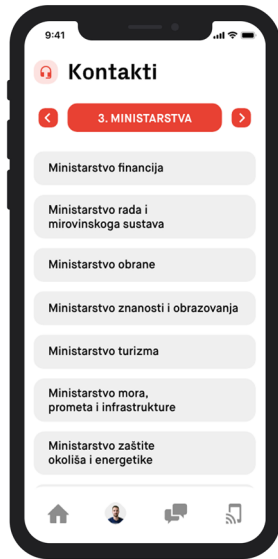 9:41
Kontakti
3. MINISTARSTVA
Ministarstvo financija
Ministarstvo rada i
mirovinskoga sustava
Ministarstvo obrane
Ministarstvo znanosti i obrazovanja
Ministarstvo turizma
Ministarstvo mora,
prometa i infrastrukture
Ministarstvo zaštite
okoliša i energetike